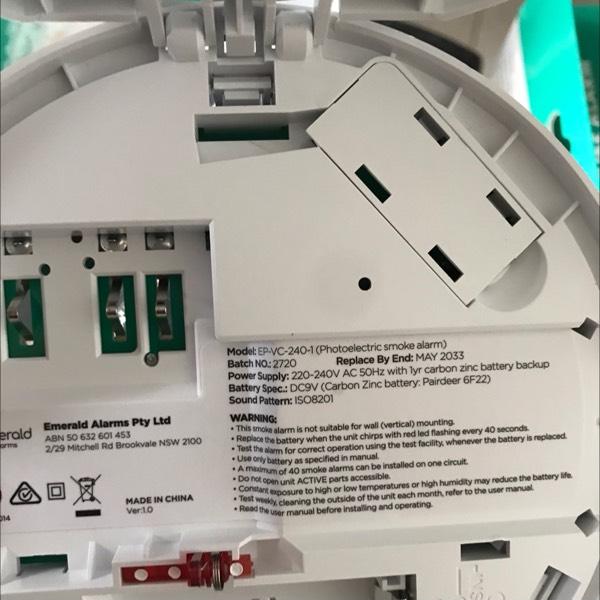 Model: EP-VC-240-1 (Photoelectric smoke alarm)
Batch NO.: 2720 Replace By End: MAY 2033
Power Supply: 220-240V AC 50Hz with 1yr carbon zinc battery backup
Battery Spec.: DC9V (Carbon Zinc battery: Pairdeer 6F22)
Sound Pattern: ISO8201
WARNING:
• This smoke alarm is not suitable for wall (vertical) mounting.
• Replace the battery when the unit chirps with red led flashing every 40 seconds.
• Test the alarm for correct operation using the test facility, whenever the battery is replaced.
• Use only battery as specified in manual.
• A maximum of 40 smoke alarms can be installed on one circuit.
• Do not open unit ACTIVE parts accessible.
• Constant exposure to high or low temperatures or high humidity may reduce the battery life.
• Test weekly, cleaning the outside of the unit each month, refer to the user manual.
• Read the user manual before installing and operating.
erald
arms
Emerald Alarms Pty Ltd
ABN 50 632 601 453
2/29 Mitchell Rd Brookvale NSW 2100
MADE IN CHINA
Ver:1.0
014